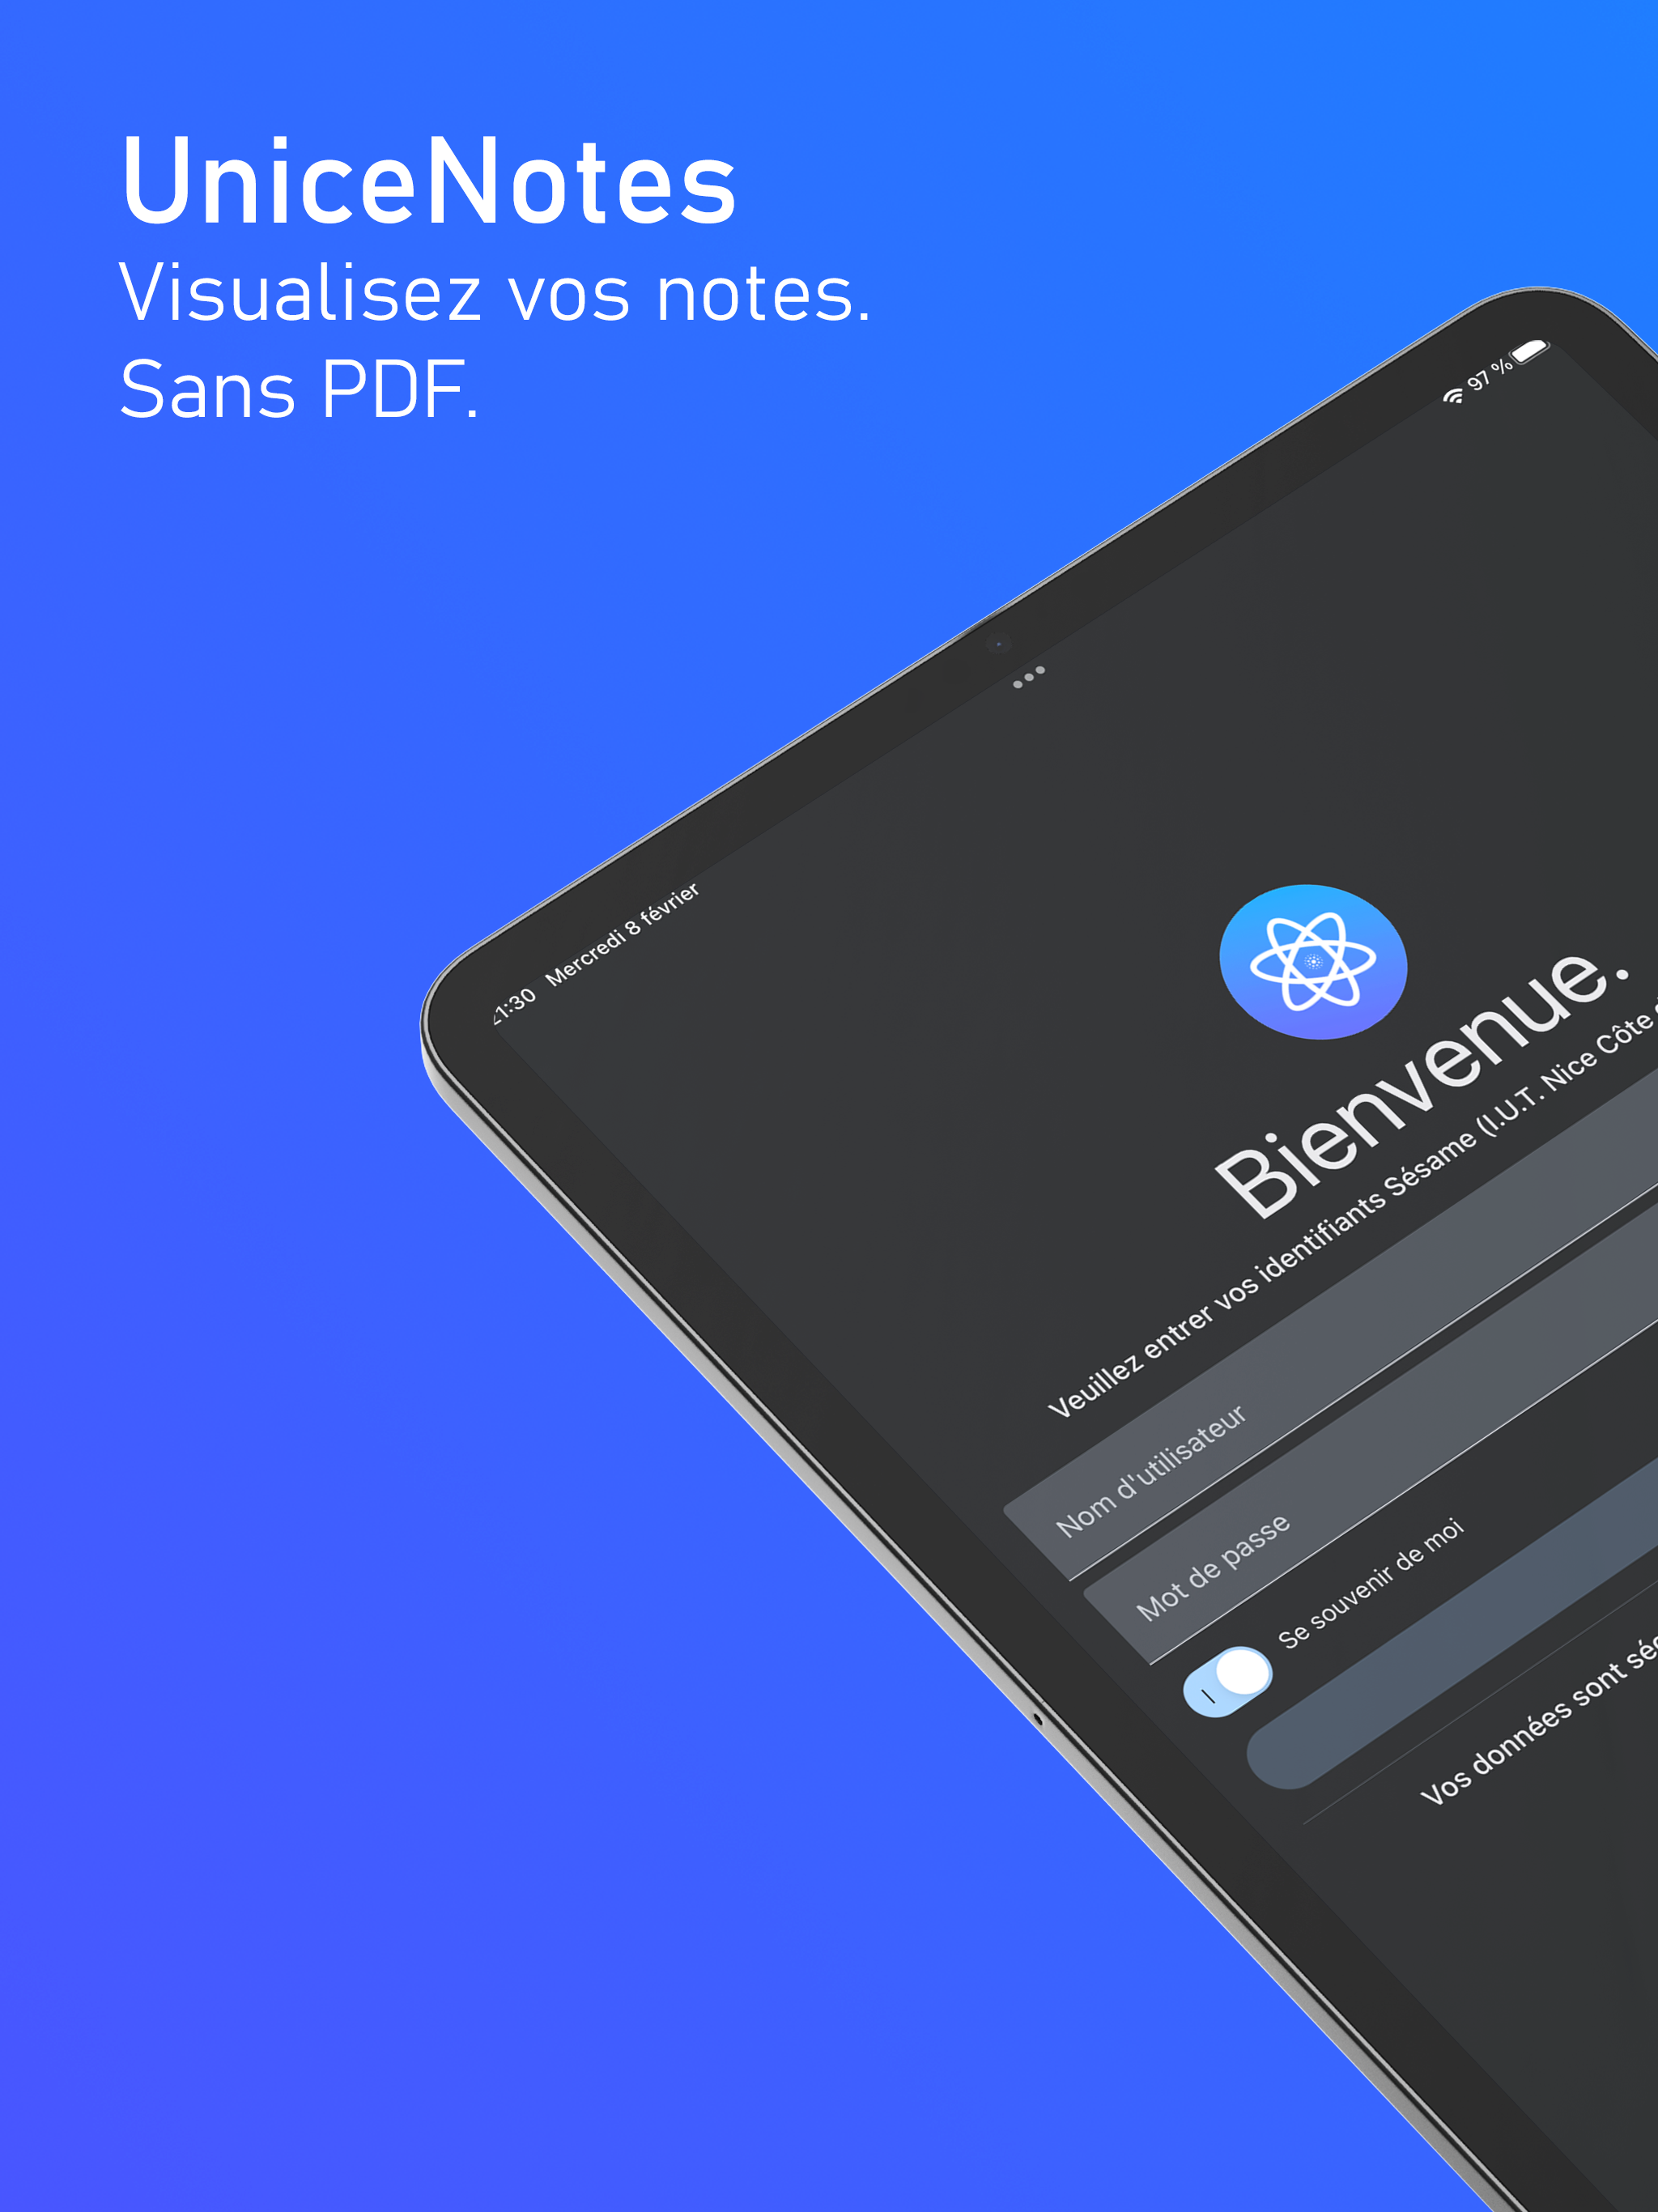 UniceNotes
Visualisez vos notes.
Sans PDF.
97 %
Mercredi 8 février
Bienvenue.
Veuillez entrer vos identifiants Sésame (I.U.T. Nice Côte
Nom d'utilisateur
Mot de passe
Se souvenir de moi
Vos données sont